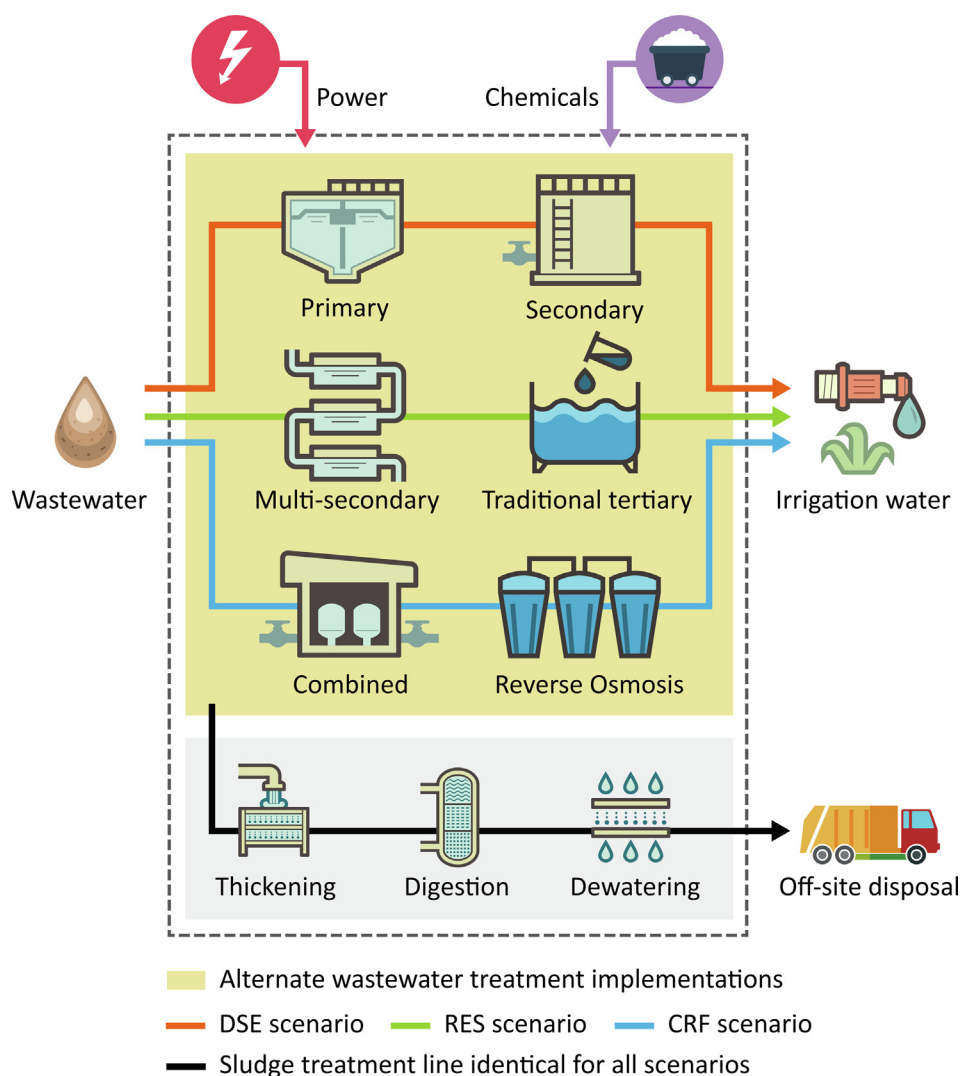 Power
Chemicals
Primary
Secondary
Wastewater
Multi-secondary
Traditional tertiary
Irrigation water
Combined
Reverse Osmosis
Thickening
Digestion
Dewatering
Off-site disposal
Alternate wastewater treatment implementations
DSE scenario
RES scenario
CRF scenario
Sludge treatment line identical for all scenarios